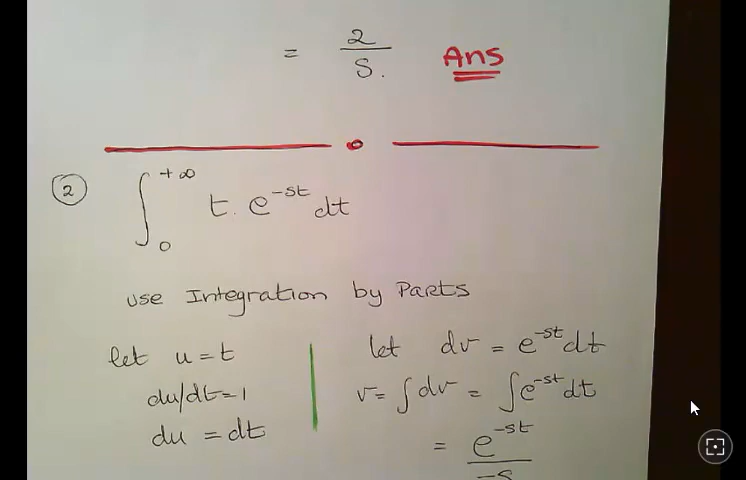 = 2/S. Ans
② ∫₀^{+∞} t. e^{-st} dt
use Integration by Parts
let u = t
du/dt = 1
du = dt
let dv = e^{-st} dt
v = ∫ dv = ∫ e^{-st} dt
= e^{-st}/-s